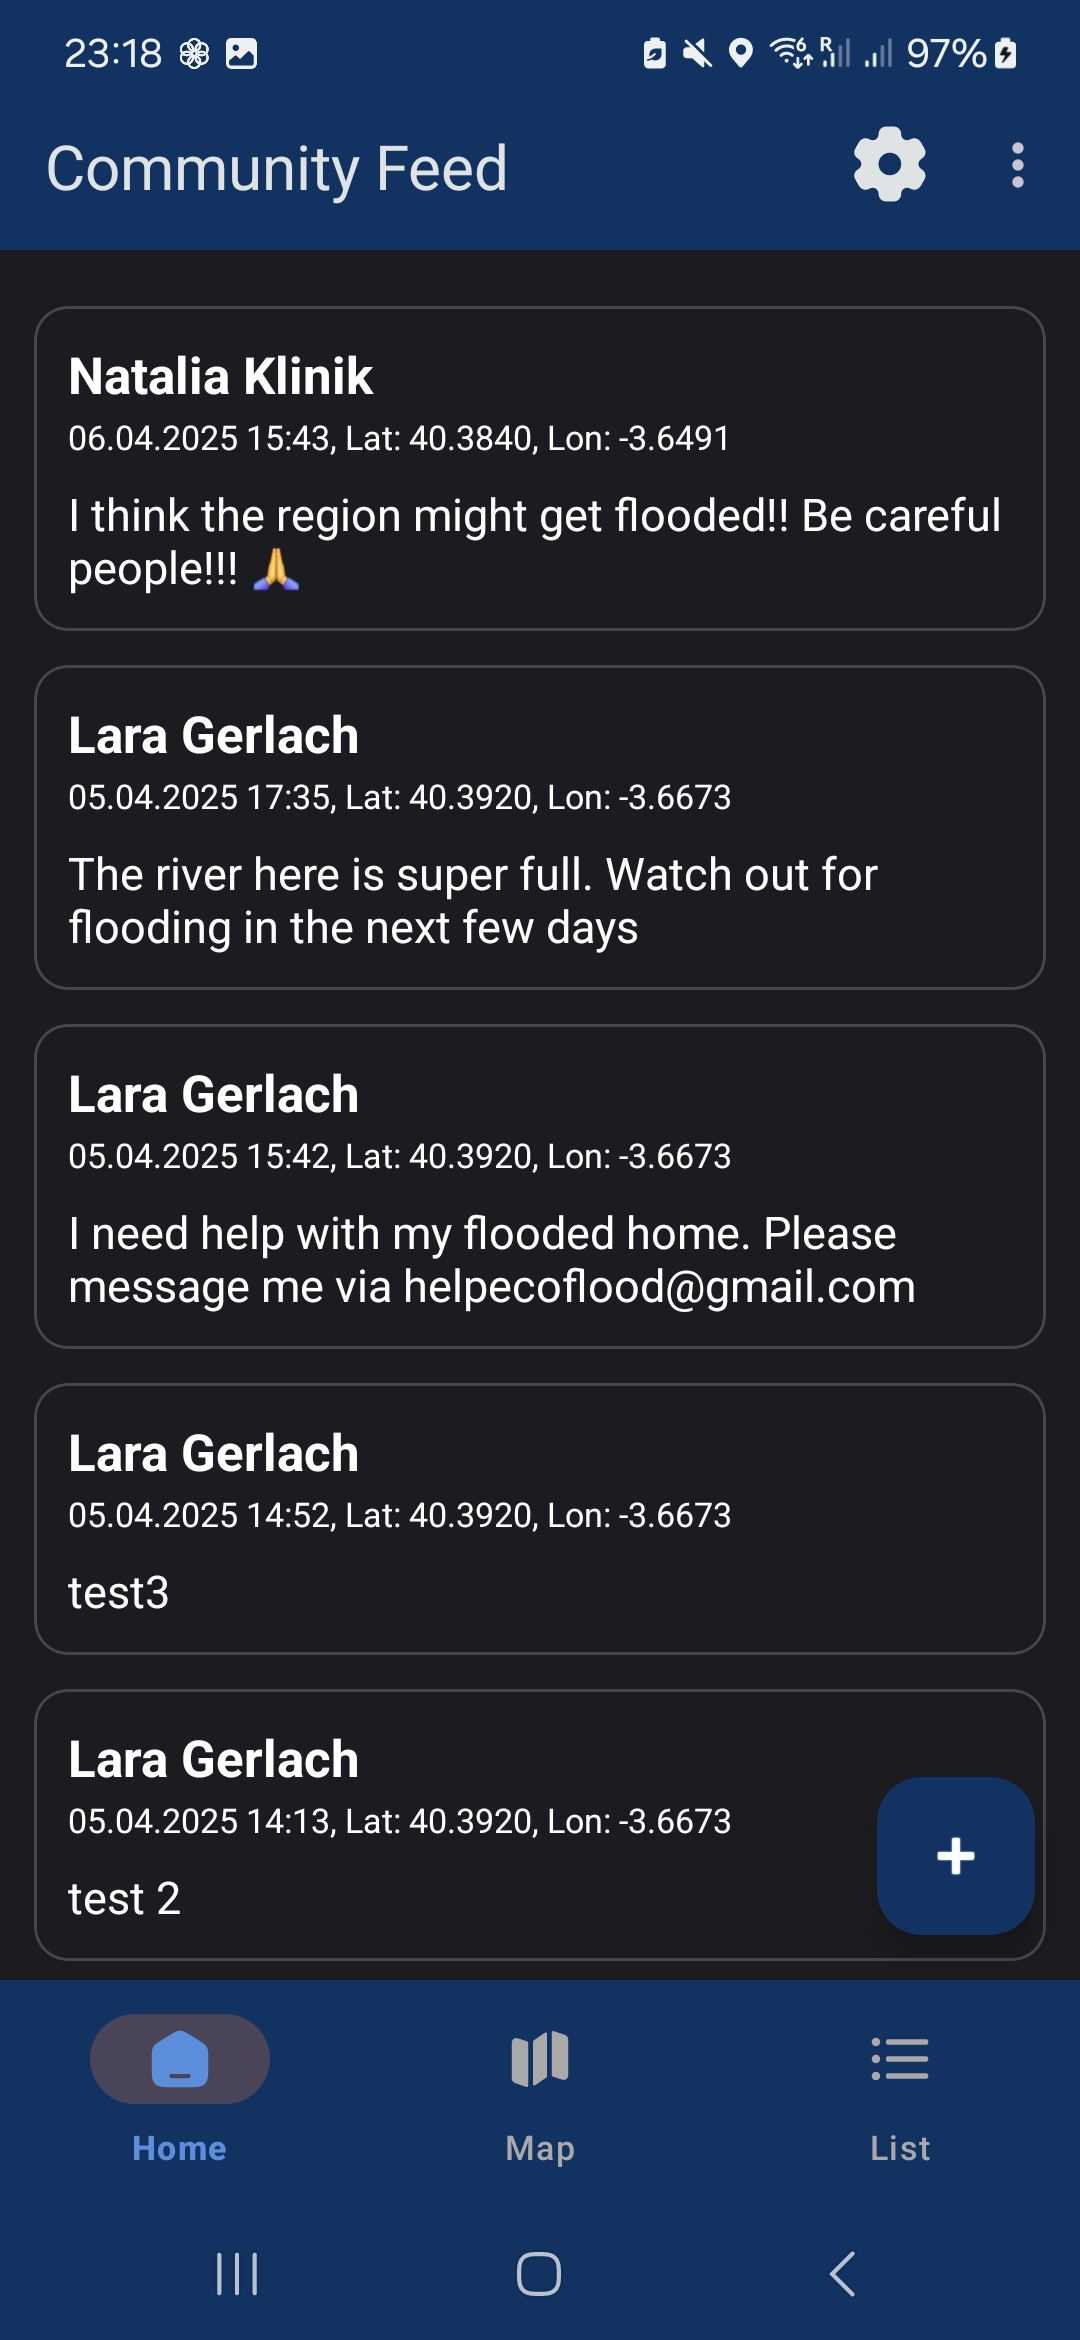 23:18 97%
Community Feed
Natalia Klinik
06.04.2025 15:43, Lat: 40.3840, Lon: -3.6491
I think the region might get flooded!! Be careful
people!!! 🙏
Lara Gerlach
05.04.2025 17:35, Lat: 40.3920, Lon: -3.6673
The river here is super full. Watch out for
flooding in the next few days
Lara Gerlach
05.04.2025 15:42, Lat: 40.3920, Lon: -3.6673
I need help with my flooded home. Please
message me via helpecoflood@gmail.com
Lara Gerlach
05.04.2025 14:52, Lat: 40.3920, Lon: -3.6673
test3
Lara Gerlach
05.04.2025 14:13, Lat: 40.3920, Lon: -3.6673
test 2
Home Map List